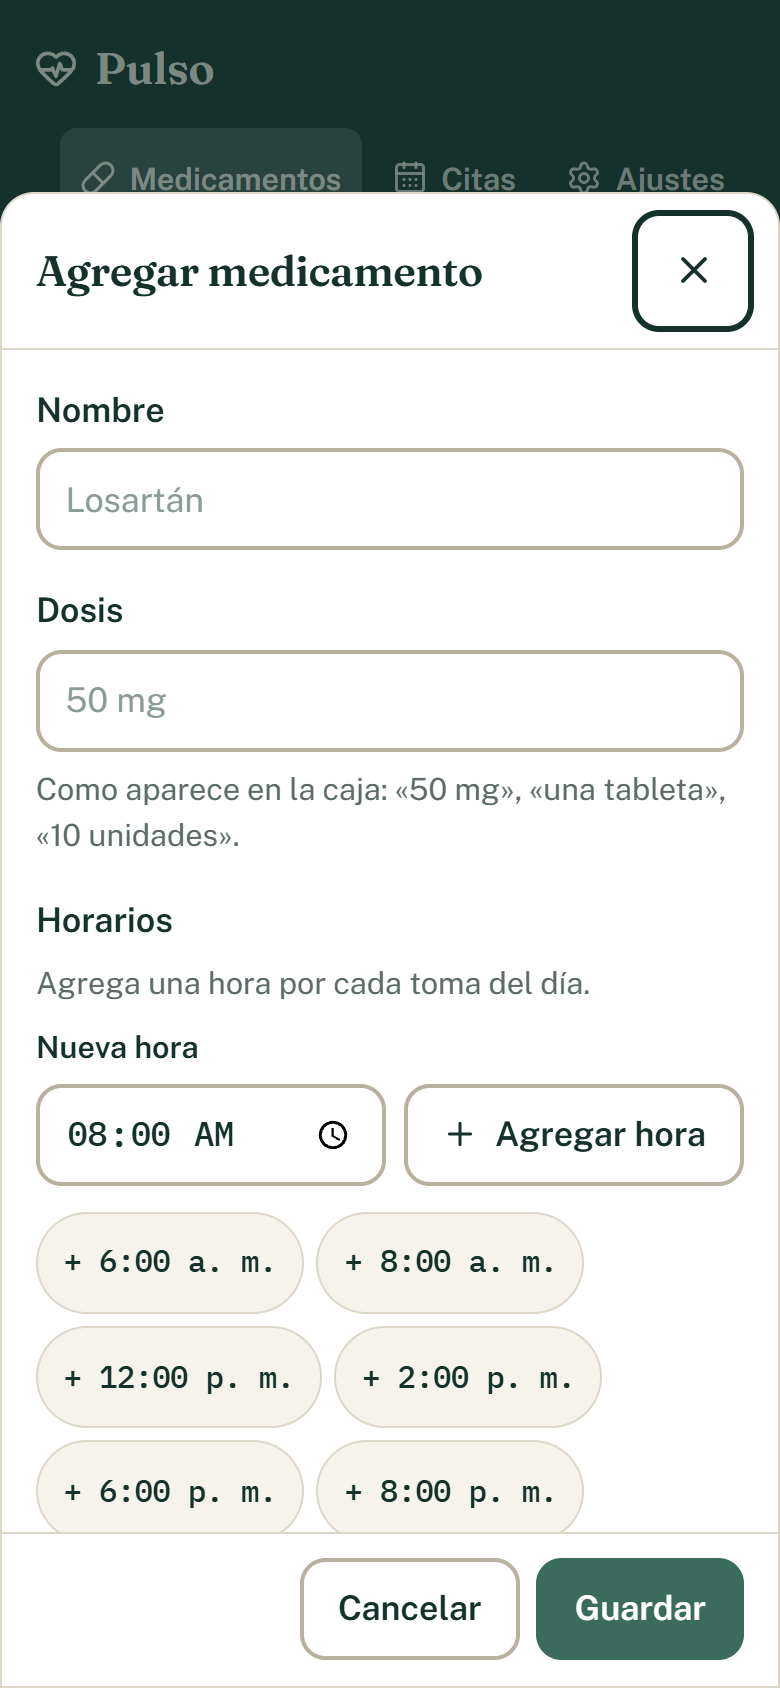 Pulso
Medicamentos Citas Ajustes
Agregar medicamento
Nombre
Losartán
Dosis
50 mg
Como aparece en la caja: «50 mg», «una tableta»,
«10 unidades».
Horarios
Agrega una hora por cada toma del día.
Nueva hora
08:00 AM + Agregar hora
+ 6:00 a. m. + 8:00 a. m.
+ 12:00 p. m. + 2:00 p. m.
+ 6:00 p. m. + 8:00 p. m.
Cancelar Guardar